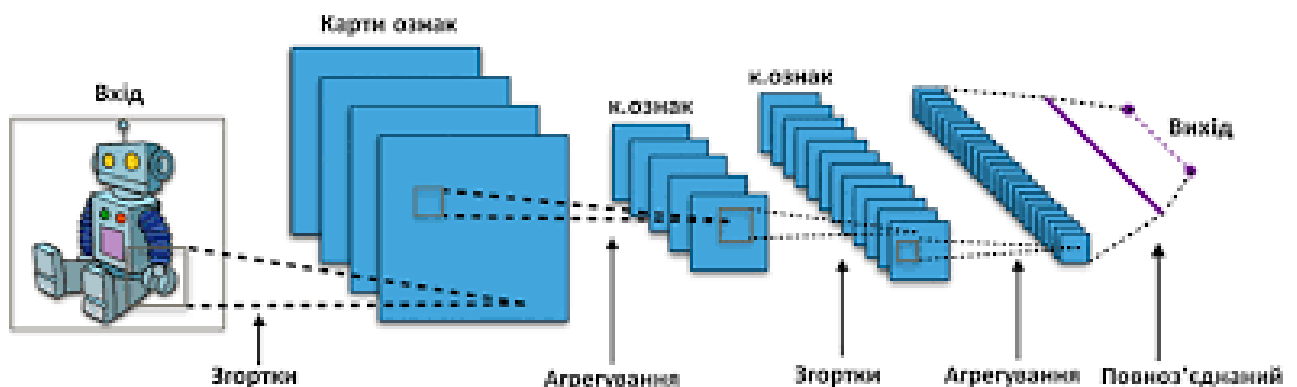 Карти ознак
Вхід
к.ознак
к.ознак
Вихід
Згортки
Агрегування
Згортки
Агрегування
Повноз'єднаний